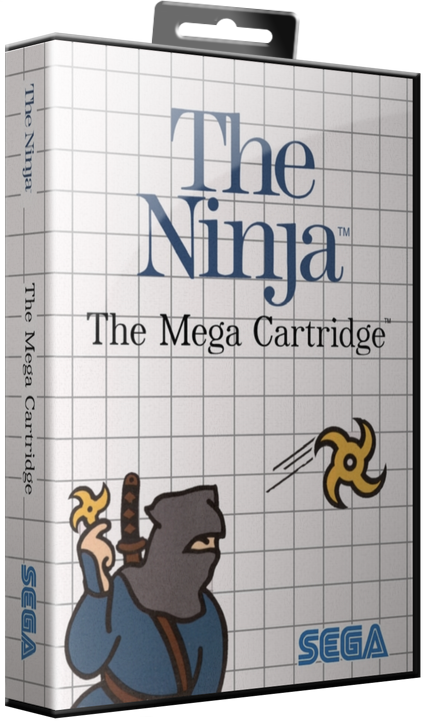 The
Ninja™
The Mega Cartridge™
SEGA
The Ninja
The Mega Cartridge
SEGA